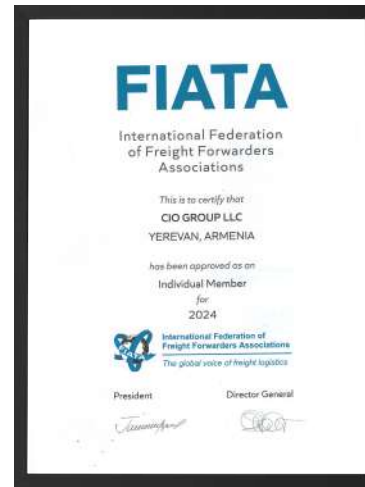 FIATA
International Federation
of Freight Forwarders
Associations
This is to certify that
CIO GROUP LLC
YEREVAN, ARMENIA
has been approved as an
Individual Member
for
2024
International Federation of
Freight Forwarders Associations
The global voice of freight logistics
President Director General